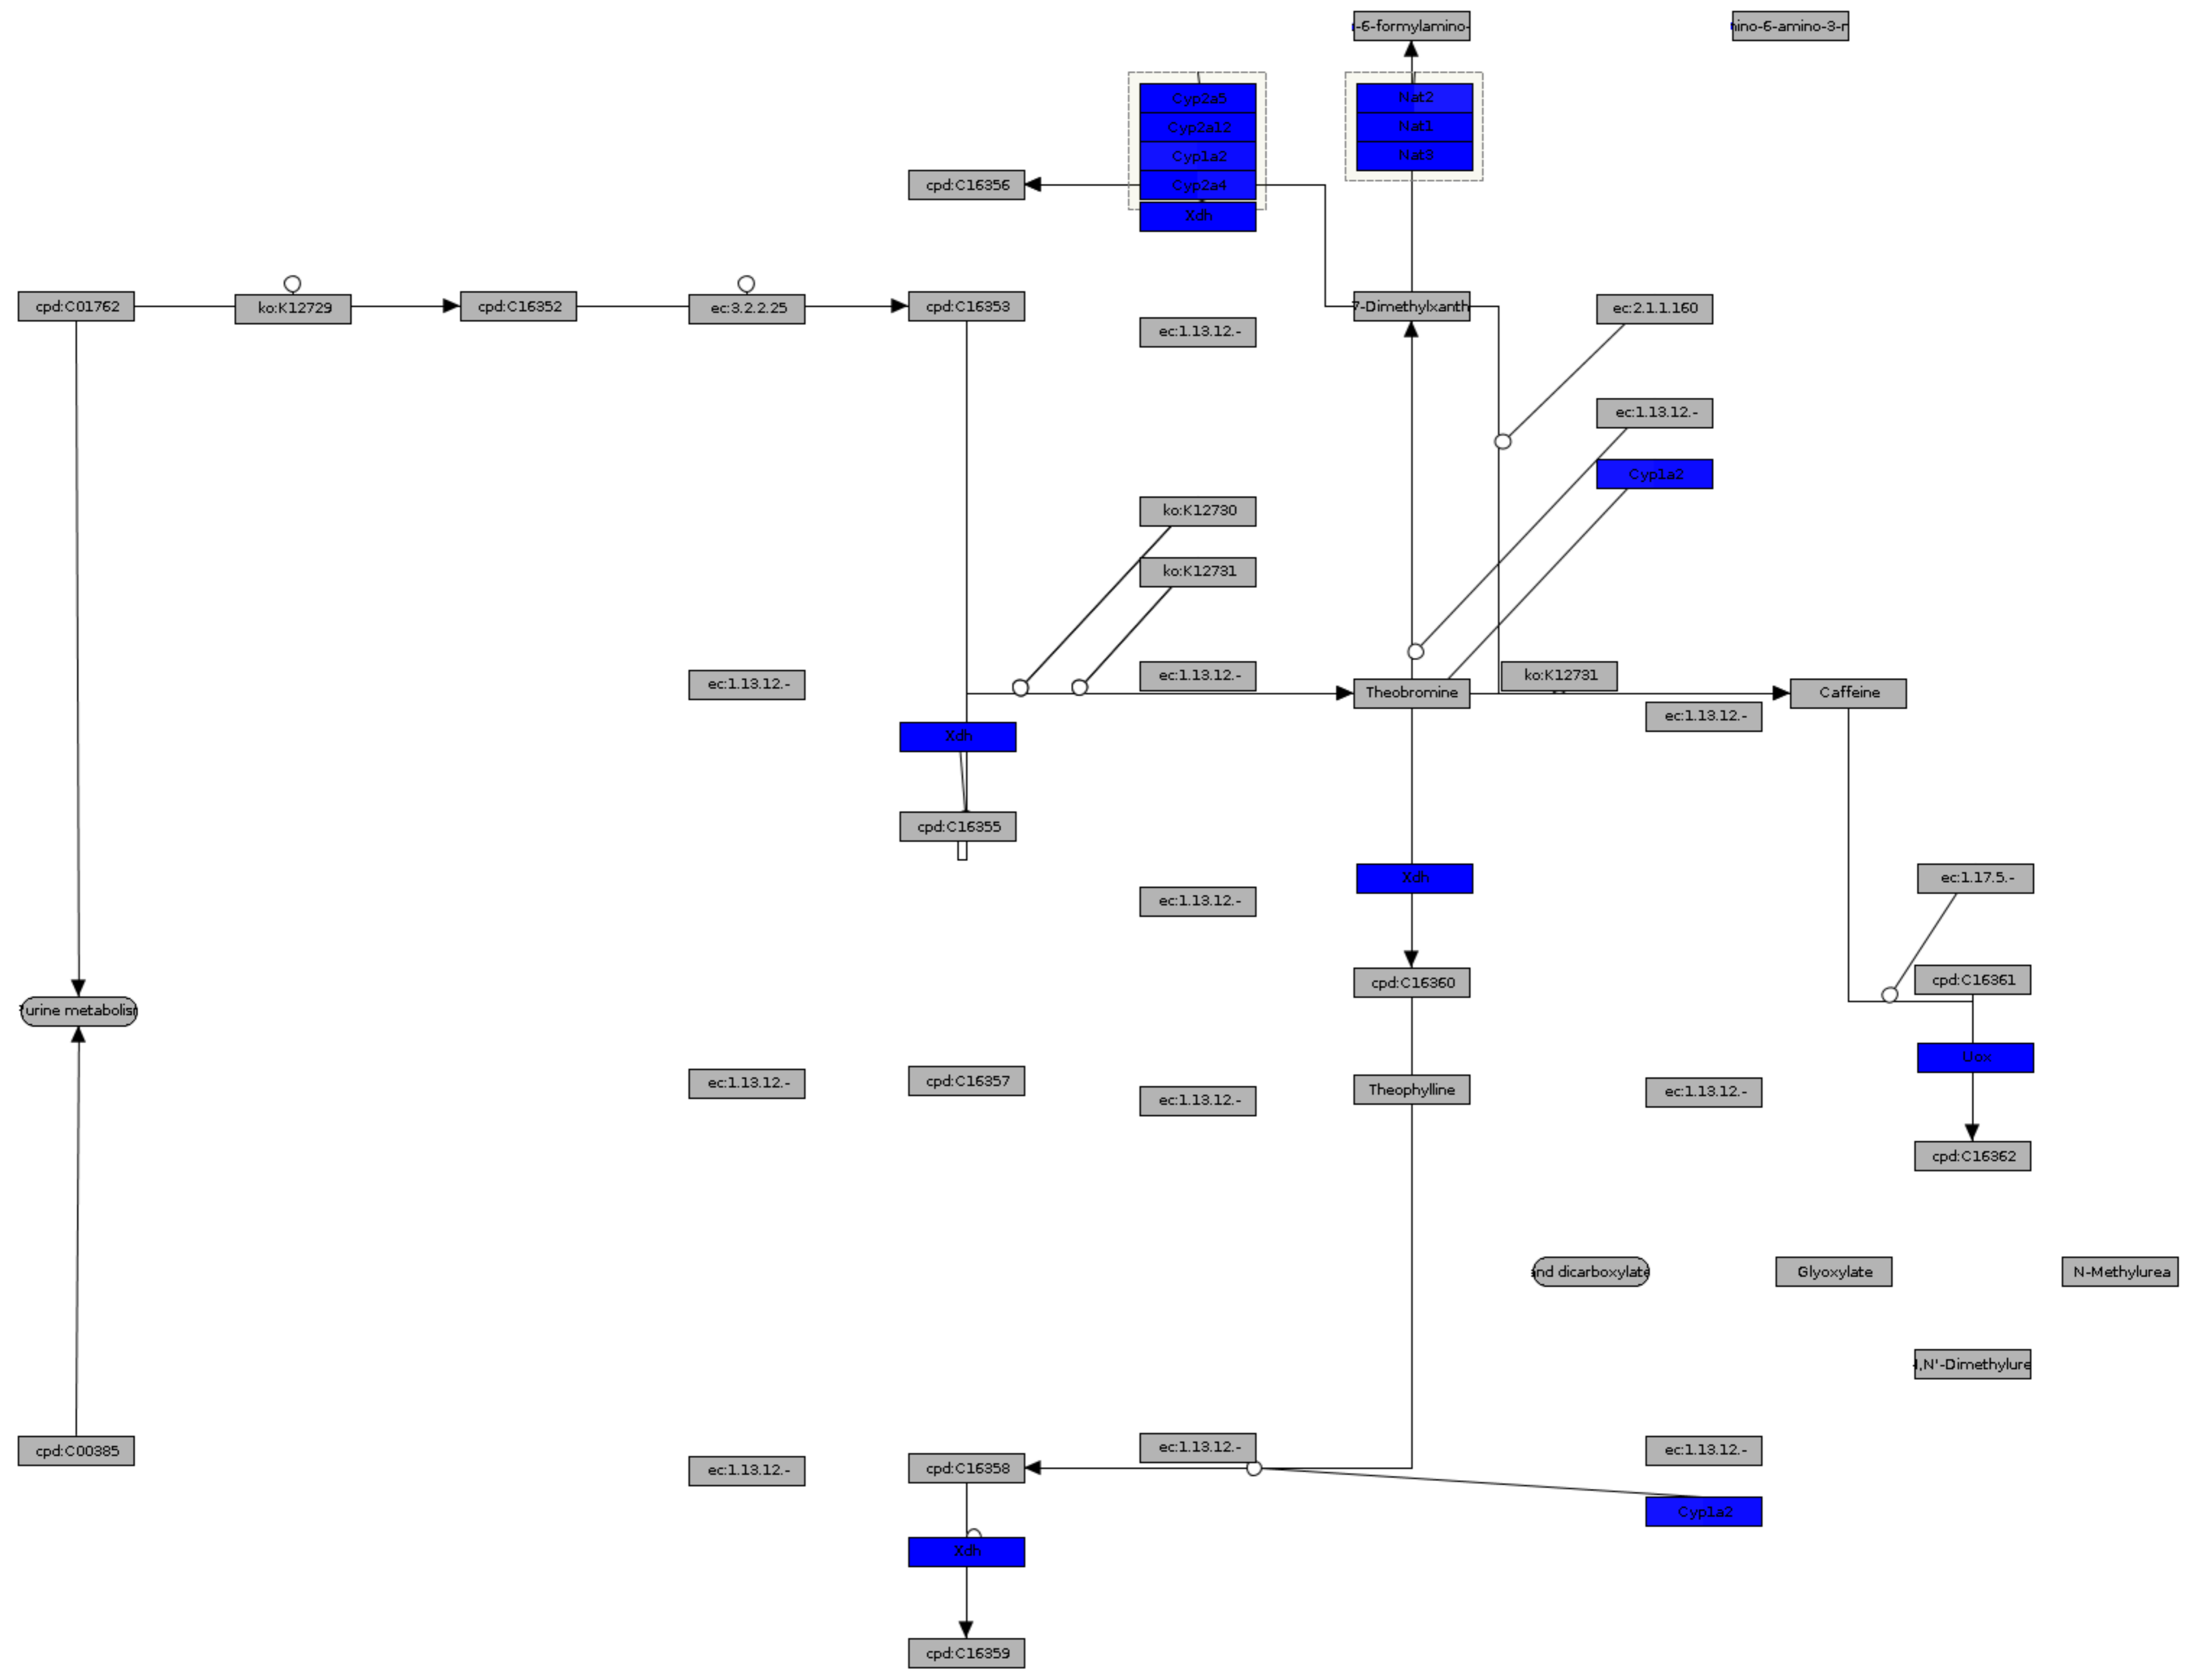 -6-formylamino-
ino-6-amino-3-
Cyp2a5
Nat2
Cyp2a12
Nat1
Cyp1a2
Nat3
cpd:C16356
Cyp2a4
Xdh
cpd:C01762
ko:K12729
cpd:C16352
ec:3.2.2.25
cpd:C16353
7-Dimethylxanth
ec:2.1.1.160
ec:1.13.12.-
ec:1.13.12.-
Cyp1a2
ko:K12730
ko:K12731
ec:1.13.12.-
ec:1.13.12.-
Theobromine
ko:K12731
Caffeine
ec:1.13.12.-
Xdh
cpd:C16355
Xdh
ec:1.17.5.-
ec:1.13.12.-
cpd:C16360
cpd:C16361
urine metabolis
Uox
ec:1.13.12.-
cpd:C16357
ec:1.13.12.-
Theophylline
ec:1.13.12.-
cpd:C16362
nd dicarboxylate
Glyoxylate
N-Methylurea
,N'-Dimethylure
cpd:C00385
ec:1.13.12.-
ec:1.13.12.-
ec:1.13.12.-
cpd:C16358
Cyp1a2
Xdh
cpd:C16359